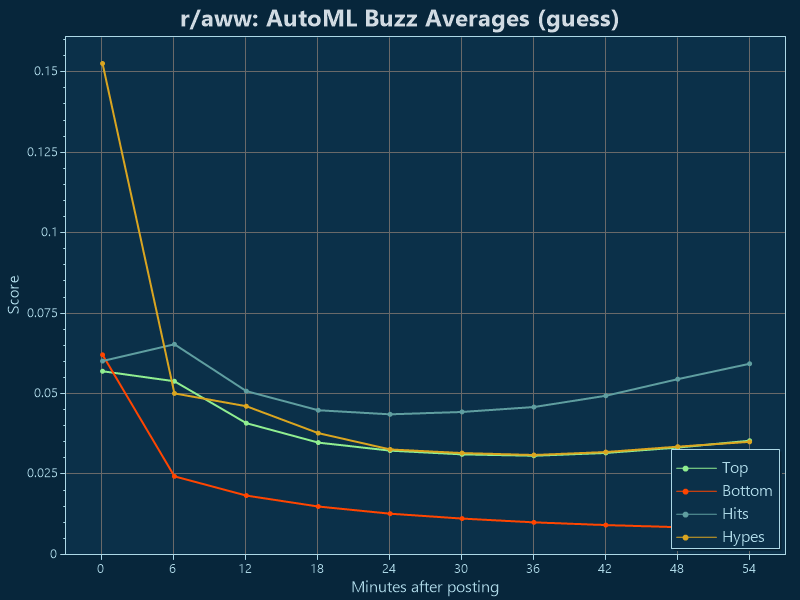 r/aww: AutoML Buzz Averages (guess)
0.15
0.125
0.1
0.075
0.05
0.025
0
Score
Top
Bottom
Hits
Hypes
0 6 12 18 24 30 36 42 48 54
Minutes after posting